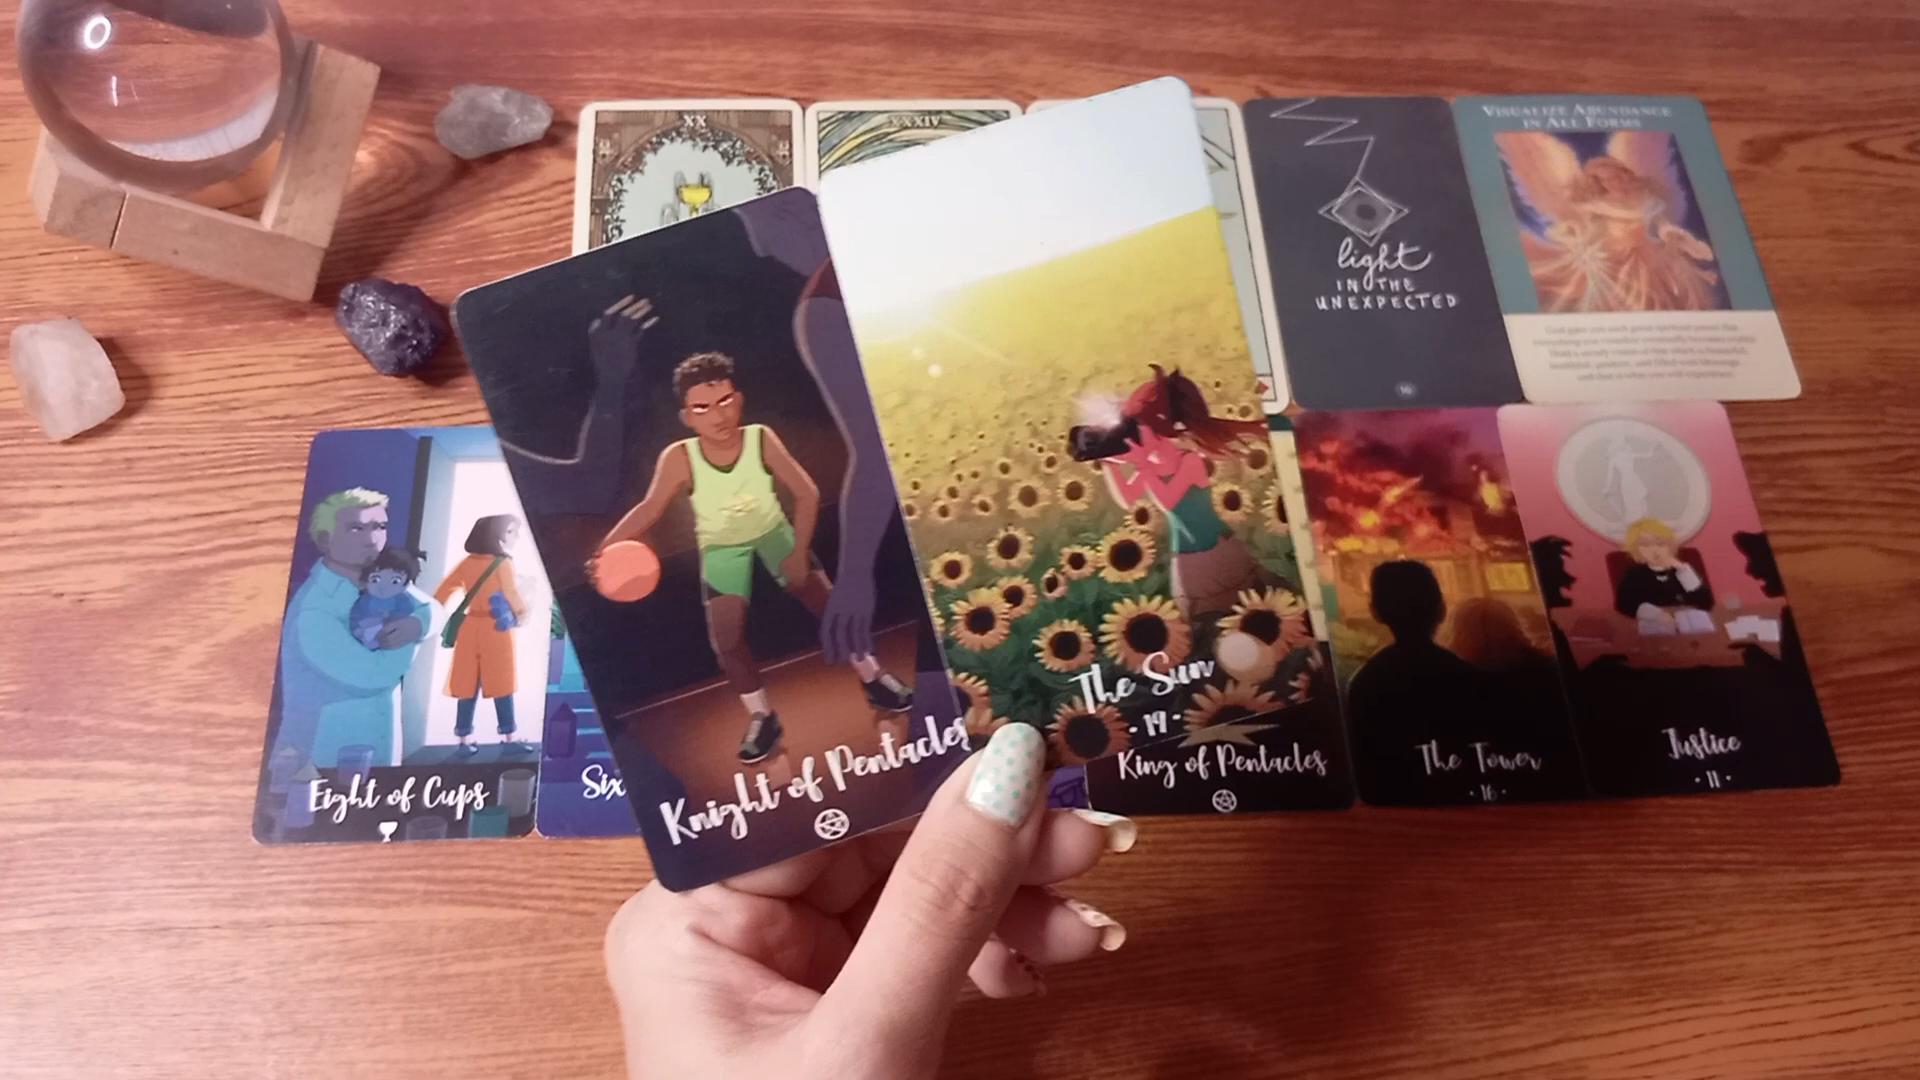 XX
XXXIV
light
IN THE
UNEXPECTED
VISUALIZE ABUNDANCE
IN ALL FORMS
Eight of Cups
Six
Knight of Pentacles
The Sun
· 19 ·
King of Pentacles
The Tower
· 16 ·
Justice
· 11 ·